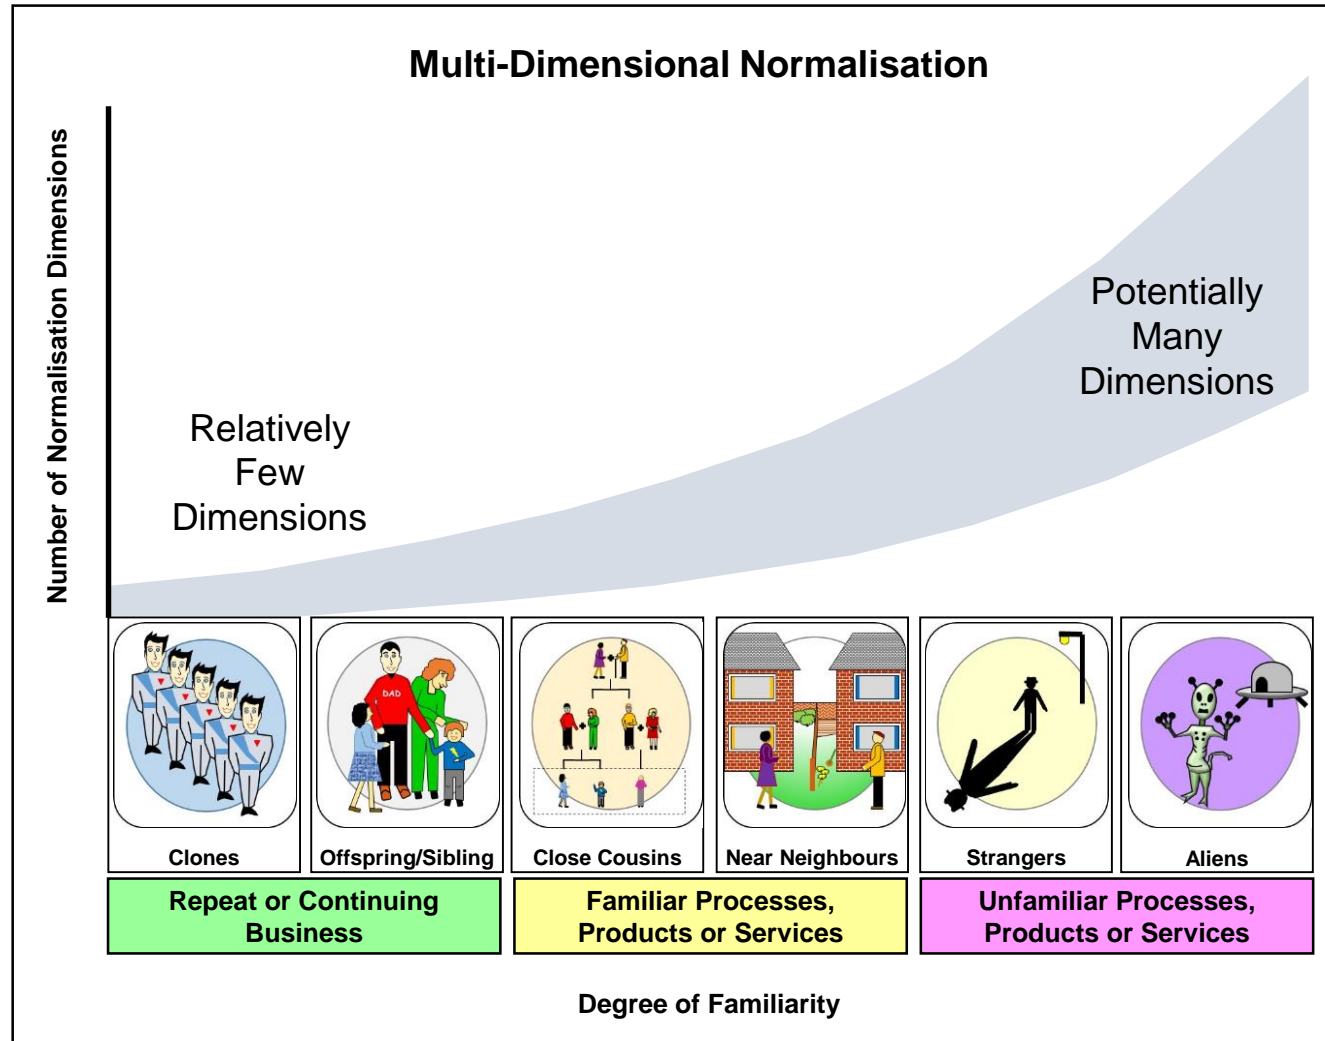 Multi-Dimensional Normalisation
Number of Normalisation Dimensions
Relatively
Few
Dimensions
Potentially
Many
Dimensions
DAD
Clones
Offspring/Sibling
Close Cousins
Near Neighbours
Strangers
Aliens
Repeat or Continuing
Business
Familiar Processes,
Products or Services
Unfamiliar Processes,
Products or Services
Degree of Familiarity